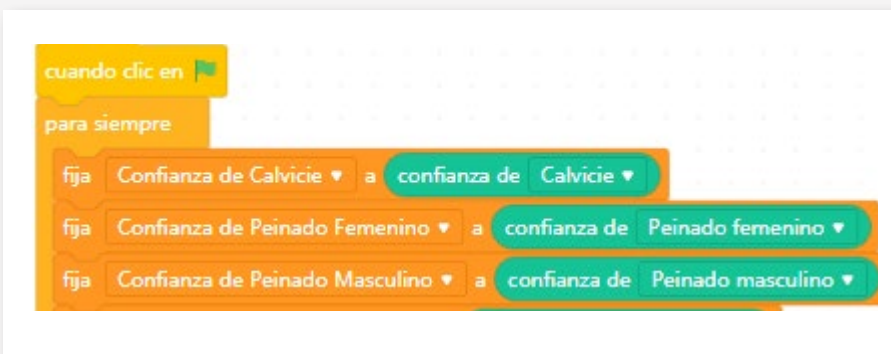 cuando clic en
para siempre
fija Confianza de Calvicie a confianza de Calvicie
fija Confianza de Peinado Femenino a confianza de Peinado femenino
fija Confianza de Peinado Masculino a confianza de Peinado masculino